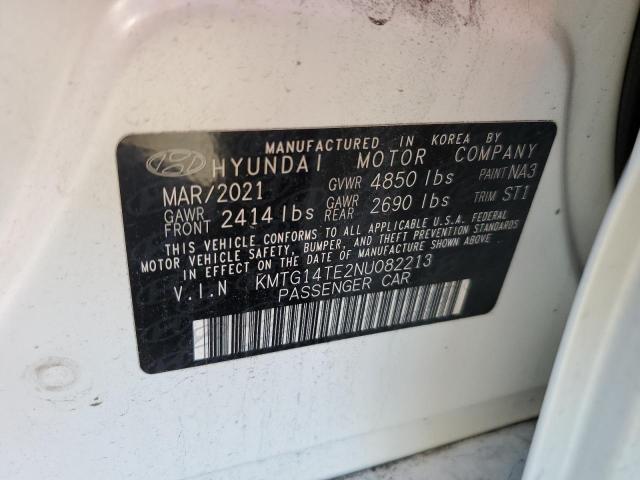 MANUFACTURED IN KOREA BY
HYUNDAI MOTOR COMPANY
MAR/2021 GVWR 4850 lbs PAINT NA3
GAWR FRONT 2414 lbs GAWR REAR 2690 lbs TRIM ST1
THIS VEHICLE CONFORMS TO ALL APPLICABLE U.S.A. FEDERAL
MOTOR VEHICLE SAFETY, BUMPER, AND THEFT PREVENTION STANDARDS
IN EFFECT ON THE DATE OF MANUFACTURE SHOWN ABOVE.
V.I.N KMTG14TE2NU082213
PASSENGER CAR